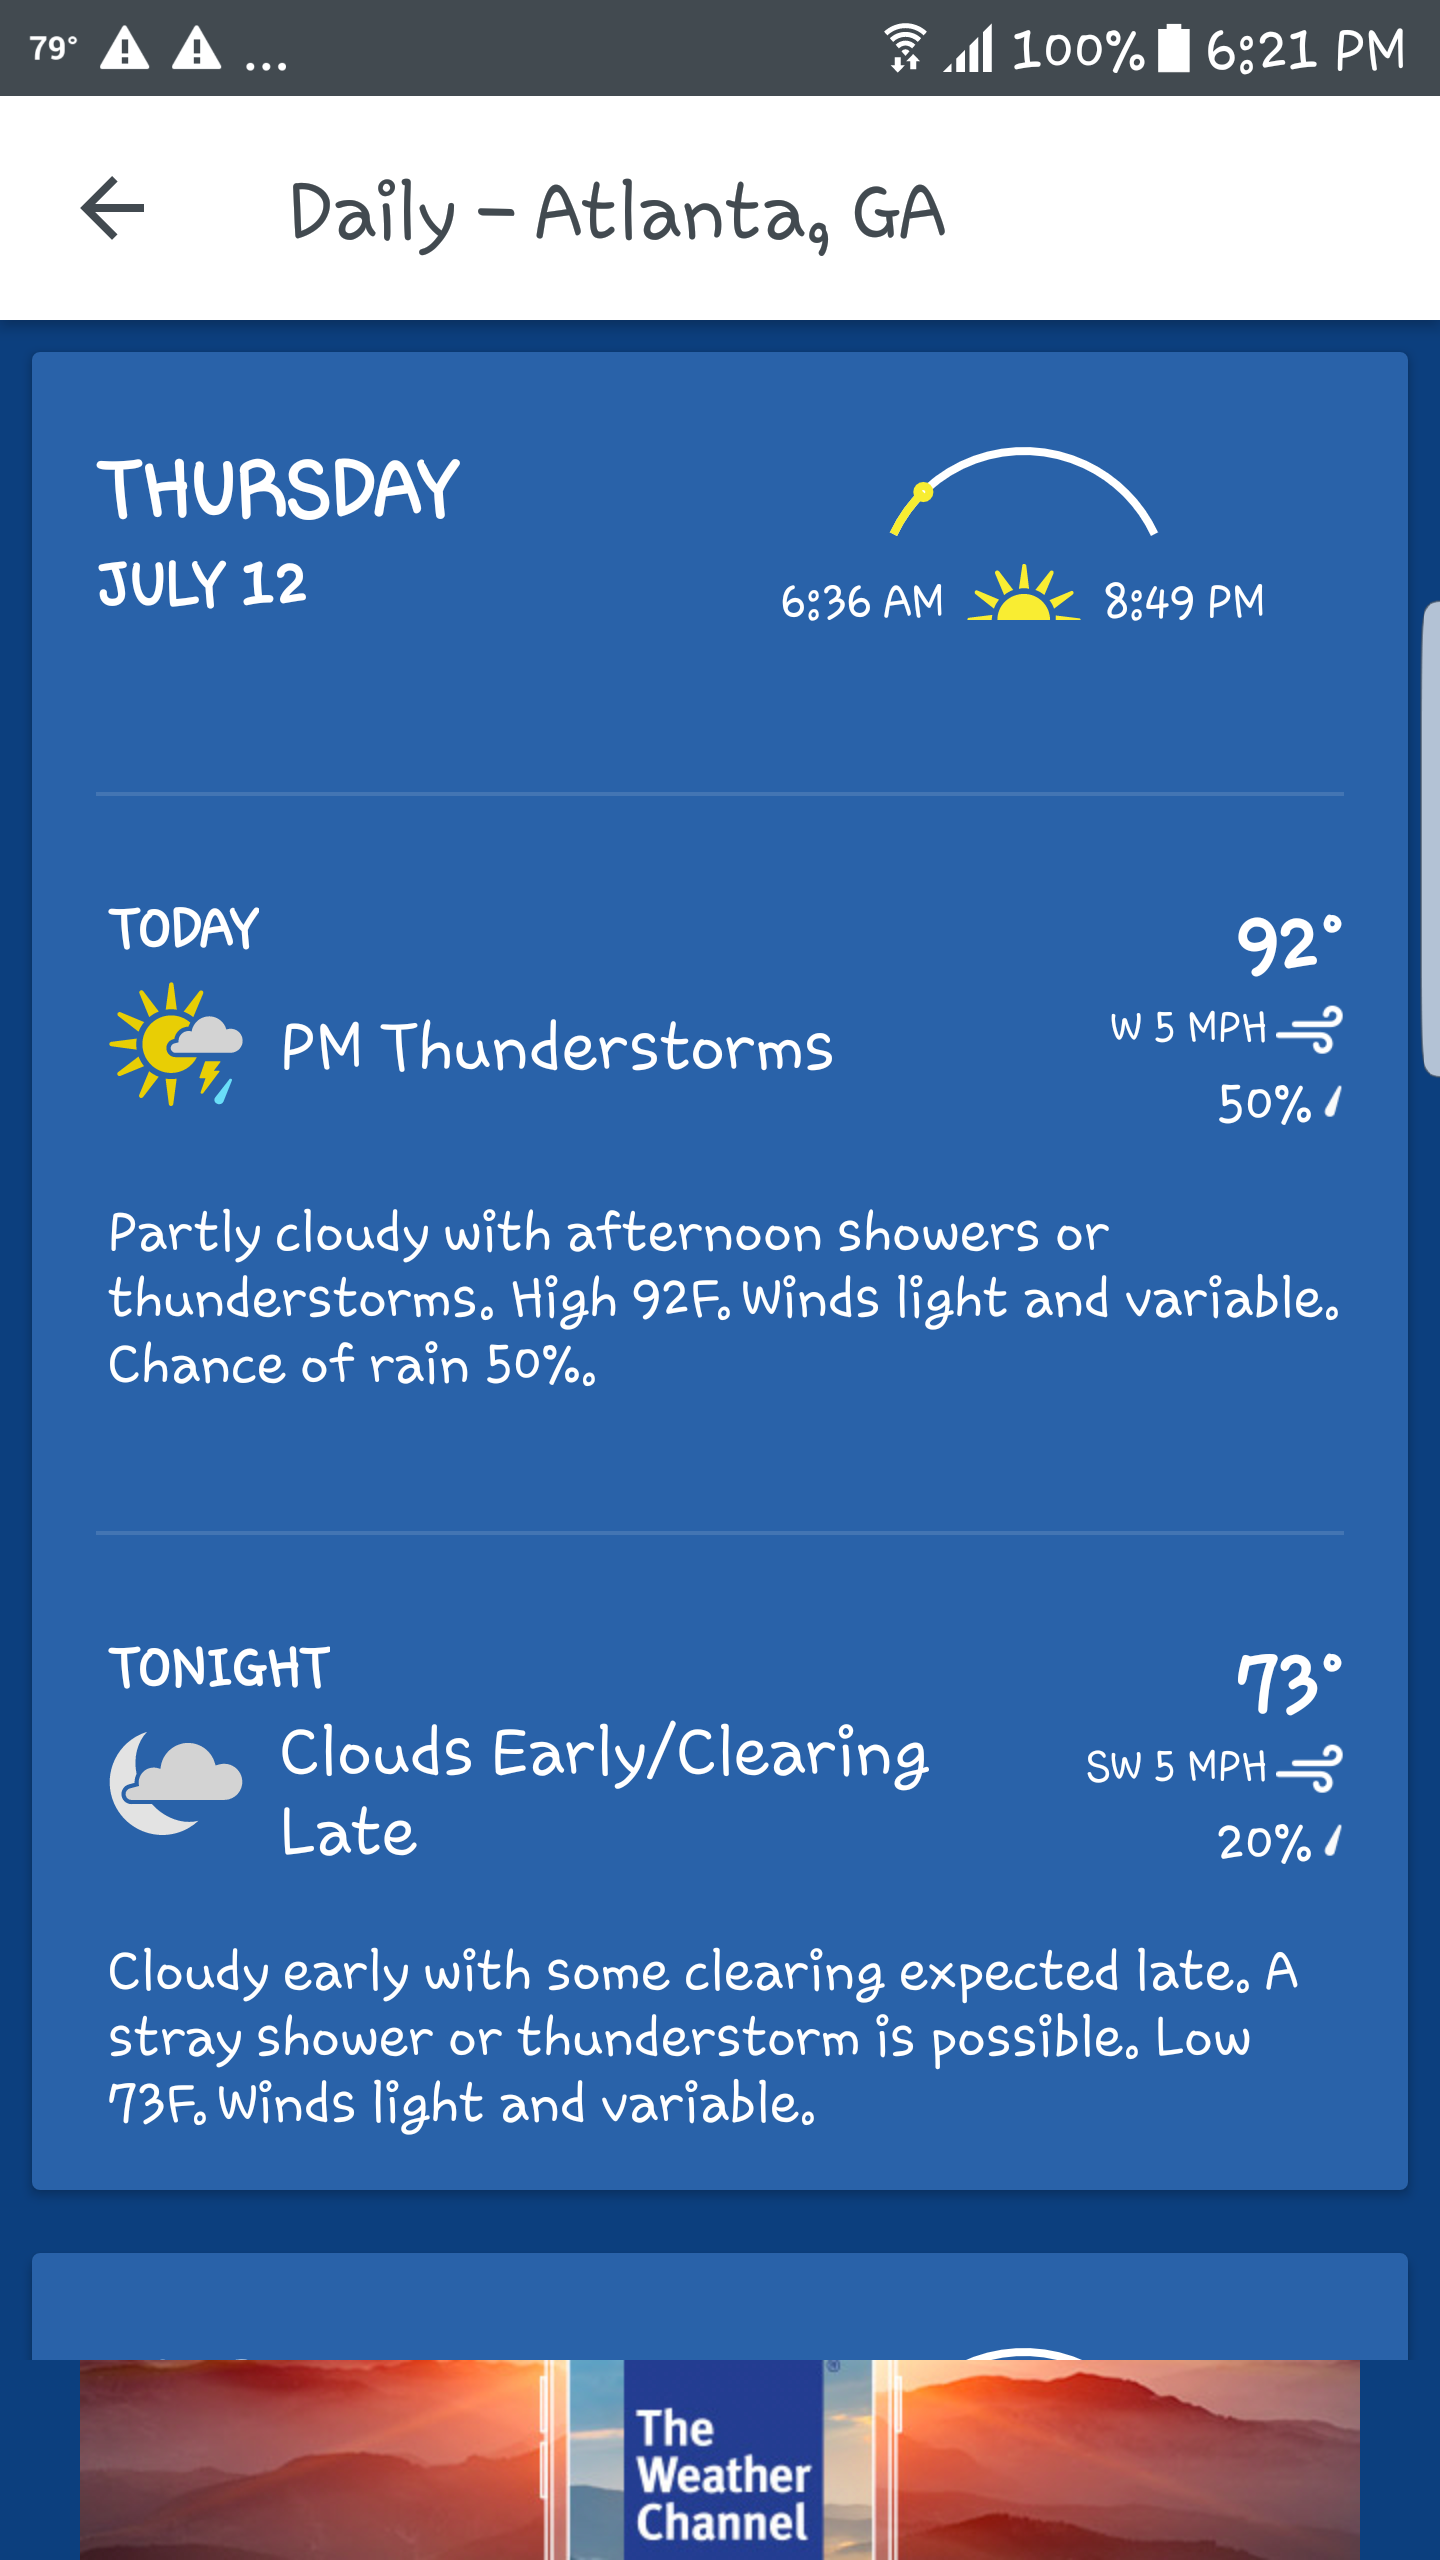 79° ... 100% 6:21 PM
Daily - Atlanta, GA
THURSDAY
JULY 12
6:36 AM 8:49 PM
TODAY
92°
PM Thunderstorms
W 5 MPH
50%
Partly cloudy with afternoon showers or
thunderstorms. High 92F. Winds light and variable.
Chance of rain 50%.
TONIGHT
73°
Clouds Early/Clearing
Late
SW 5 MPH
20%
Cloudy early with some clearing expected late. A
stray shower or thunderstorm is possible. Low
73F. Winds light and variable.
The
Weather
Channel